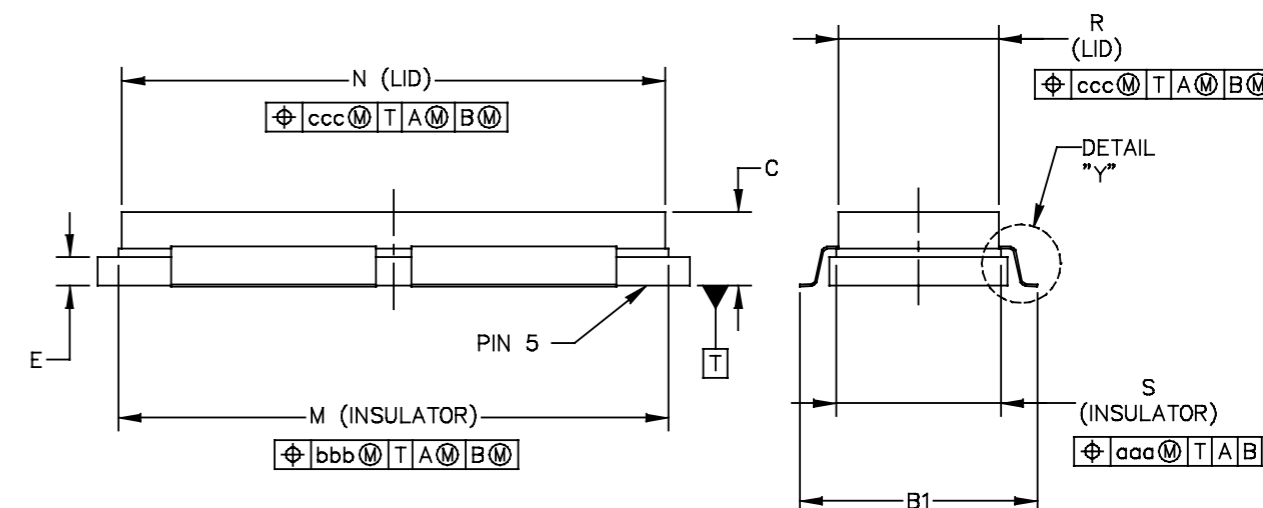 N (LID)
⌖ ccc Ⓜ T A Ⓜ B Ⓜ
R
(LID)
⌖ ccc Ⓜ T A Ⓜ B Ⓜ
DETAIL
"Y"
C
E
PIN 5
T
M (INSULATOR)
⌖ bbb Ⓜ T A Ⓜ B Ⓜ
S
(INSULATOR)
⌖ aaa Ⓜ T A B
B1